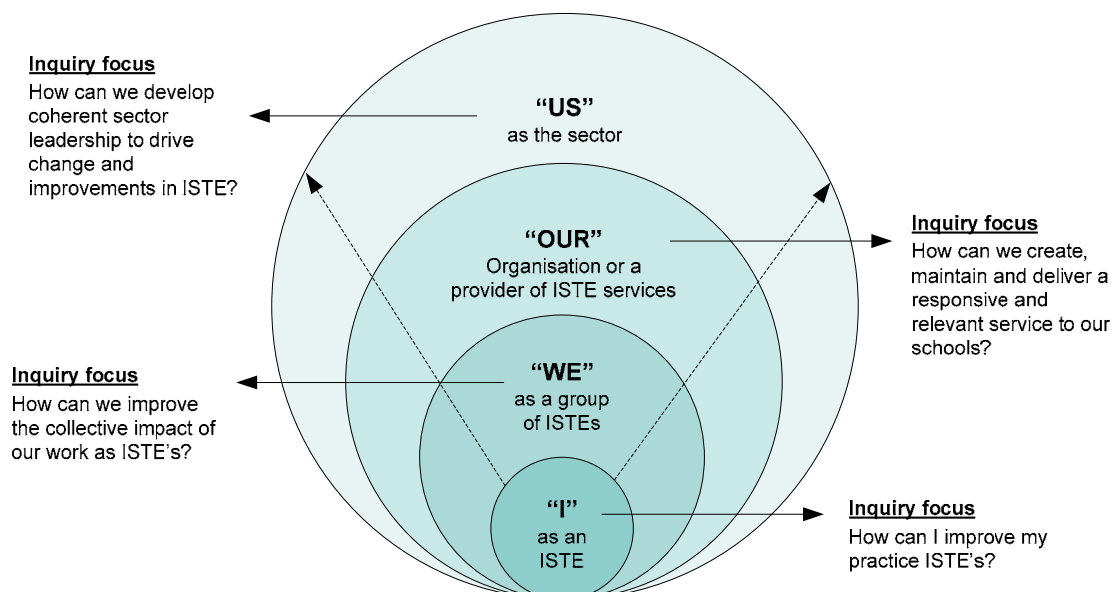 Inquiry focus
How can we develop
coherent sector
leadership to drive
change and
improvements in ISTE?
“US”
as the sector
“OUR”
Organisation or a
provider of ISTE services
Inquiry focus
How can we create,
maintain and deliver a
responsive and
relevant service to our
schools?
Inquiry focus
How can we improve
the collective impact of
our work as ISTE’s?
“WE”
as a group
of ISTEs
“I”
as an
ISTE
Inquiry focus
How can I improve my
practice ISTE’s?